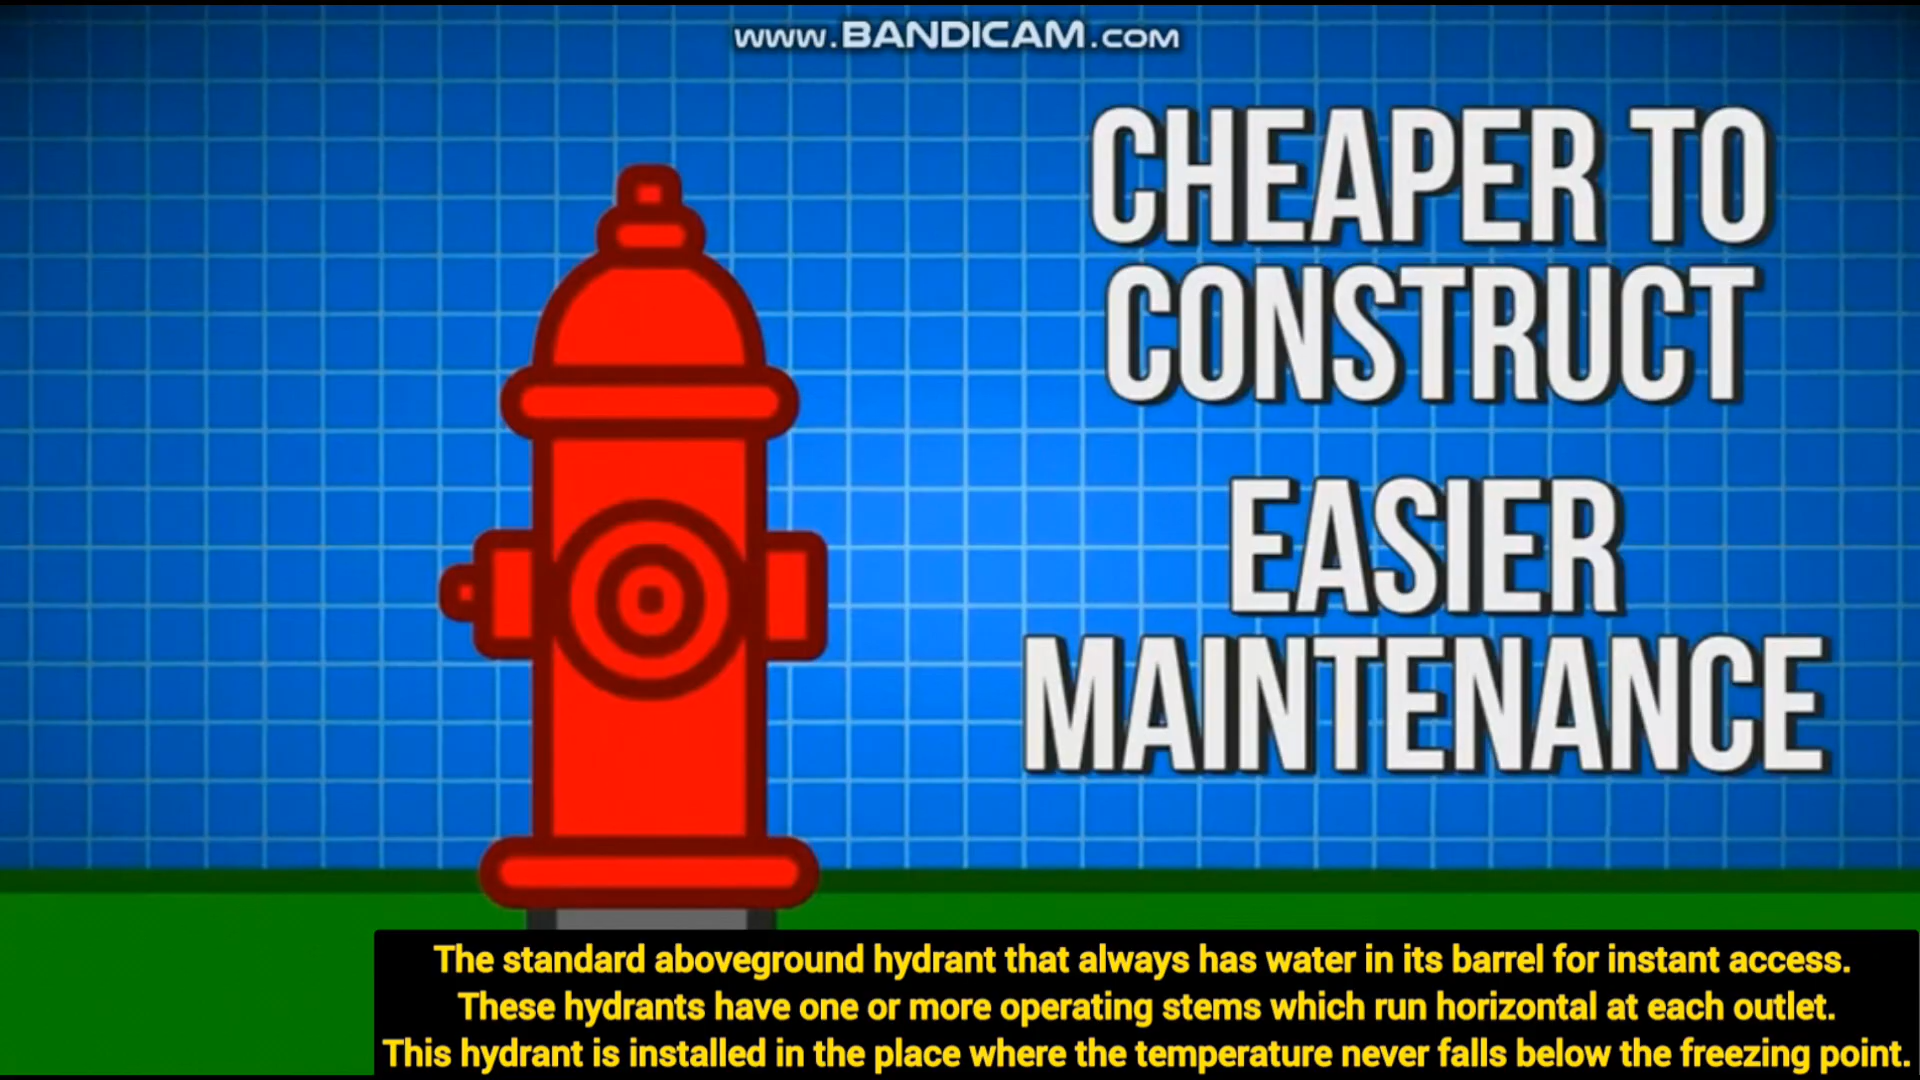 www.BANDICAM.com
CHEAPER TO
CONSTRUCT
EASIER
MAINTENANCE
The standard aboveground hydrant that always has water in its barrel for instant access.
These hydrants have one or more operating stems which run horizontal at each outlet.
This hydrant is installed in the place where the temperature never falls below the freezing point.